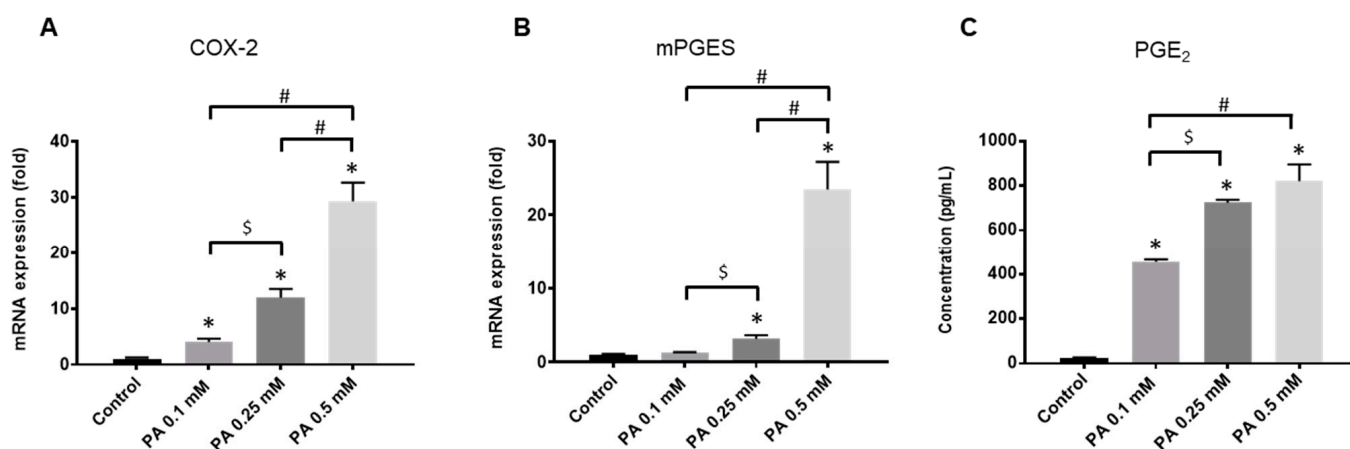 A
COX-2
#
#
$
*
*
*
mRNA expression (fold)
40
30
20
10
0
Control
PA 0.1 mM
PA 0.25 mM
PA 0.5 mM
B
mPGES
#
#
$
*
*
mRNA expression (fold)
30
20
10
0
Control
PA 0.1 mM
PA 0.25 mM
PA 0.5 mM
C
PGE₂
#
$
*
*
*
Concentration (pg/mL)
1000
800
600
400
200
0
Control
PA 0.1 mM
PA 0.25 mM
PA 0.5 mM